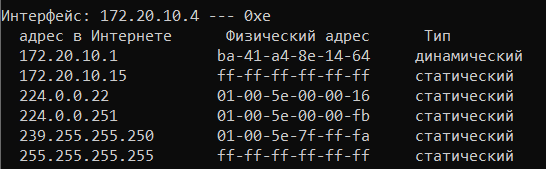 Интерфейс: 172.20.10.4 --- 0xe
адрес в Интернете Физический адрес Тип
172.20.10.1 ba-41-a4-8e-14-64 динамический
172.20.10.15 ff-ff-ff-ff-ff-ff статический
224.0.0.22 01-00-5e-00-00-16 статический
224.0.0.251 01-00-5e-00-00-fb статический
239.255.255.250 01-00-5e-7f-ff-fa статический
255.255.255.255 ff-ff-ff-ff-ff-ff статический